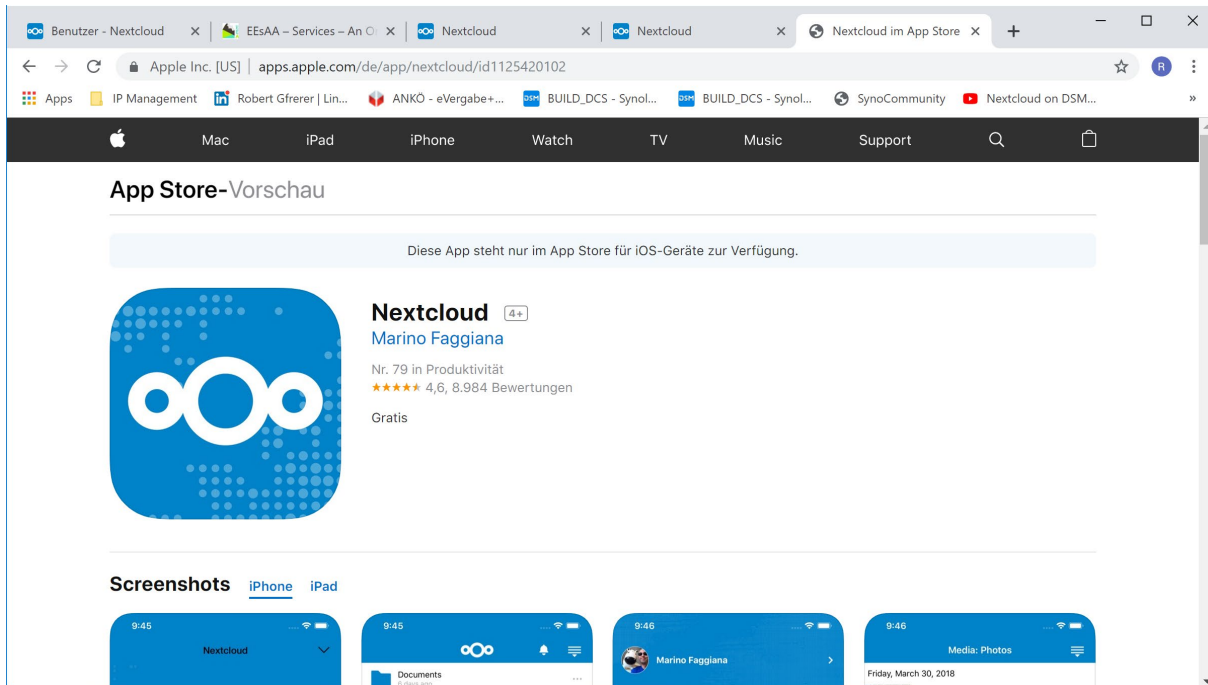 Benutzer - Nextcloud
EEsAA – Services – An O
Nextcloud
Nextcloud
Nextcloud im App Store
Apple Inc. [US] | apps.apple.com/de/app/nextcloud/id1125420102
R
Apps
IP Management
Robert Gfrerer | Lin...
ANKÖ - eVergabe+...
BUILD_DCS - Synol...
BUILD_DCS - Synol...
SynoCommunity
Nextcloud on DSM...
»
Mac
iPad
iPhone
Watch
TV
Music
Support
App Store-Vorschau
Diese App steht nur im App Store für iOS-Geräte zur Verfügung.
Nextcloud 4+
Marino Faggiana
Nr. 79 in Produktivität
★★★★★ 4,6, 8.984 Bewertungen
Gratis
Screenshots iPhone iPad
9:45
Nextcloud
9:45
Documents
6 days ago
9:46
Marino Faggiana
9:46
Media: Photos
Friday, March 30, 2018